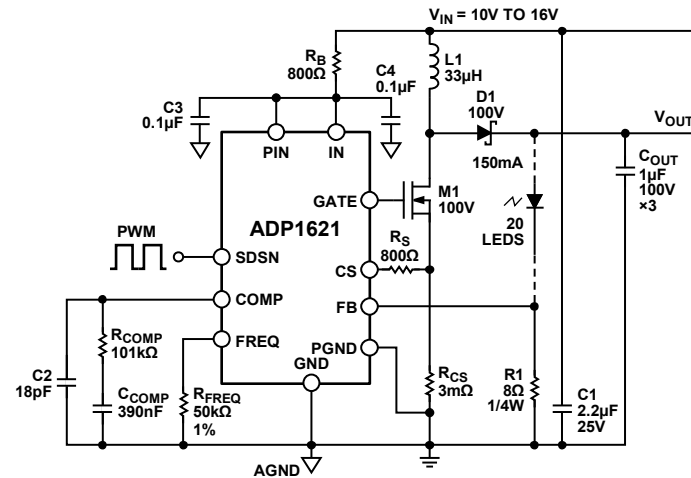 V_IN = 10V TO 16V
R_B
800Ω
L1
33µH
C4
0.1µF
C3
0.1µF
D1
100V
150mA
V_OUT
PIN
IN
C_OUT
1µF
100V
×3
GATE
M1
100V
ADP1621
20
LEDS
PWM
R_S
800Ω
SDSN
CS
COMP
FB
FREQ
PGND
GND
R_COMP
101kΩ
C2
18pF
C_COMP
390nF
R_FREQ
50kΩ
1%
R_CS
3mΩ
R1
8Ω
1/4W
C1
2.2µF
25V
AGND